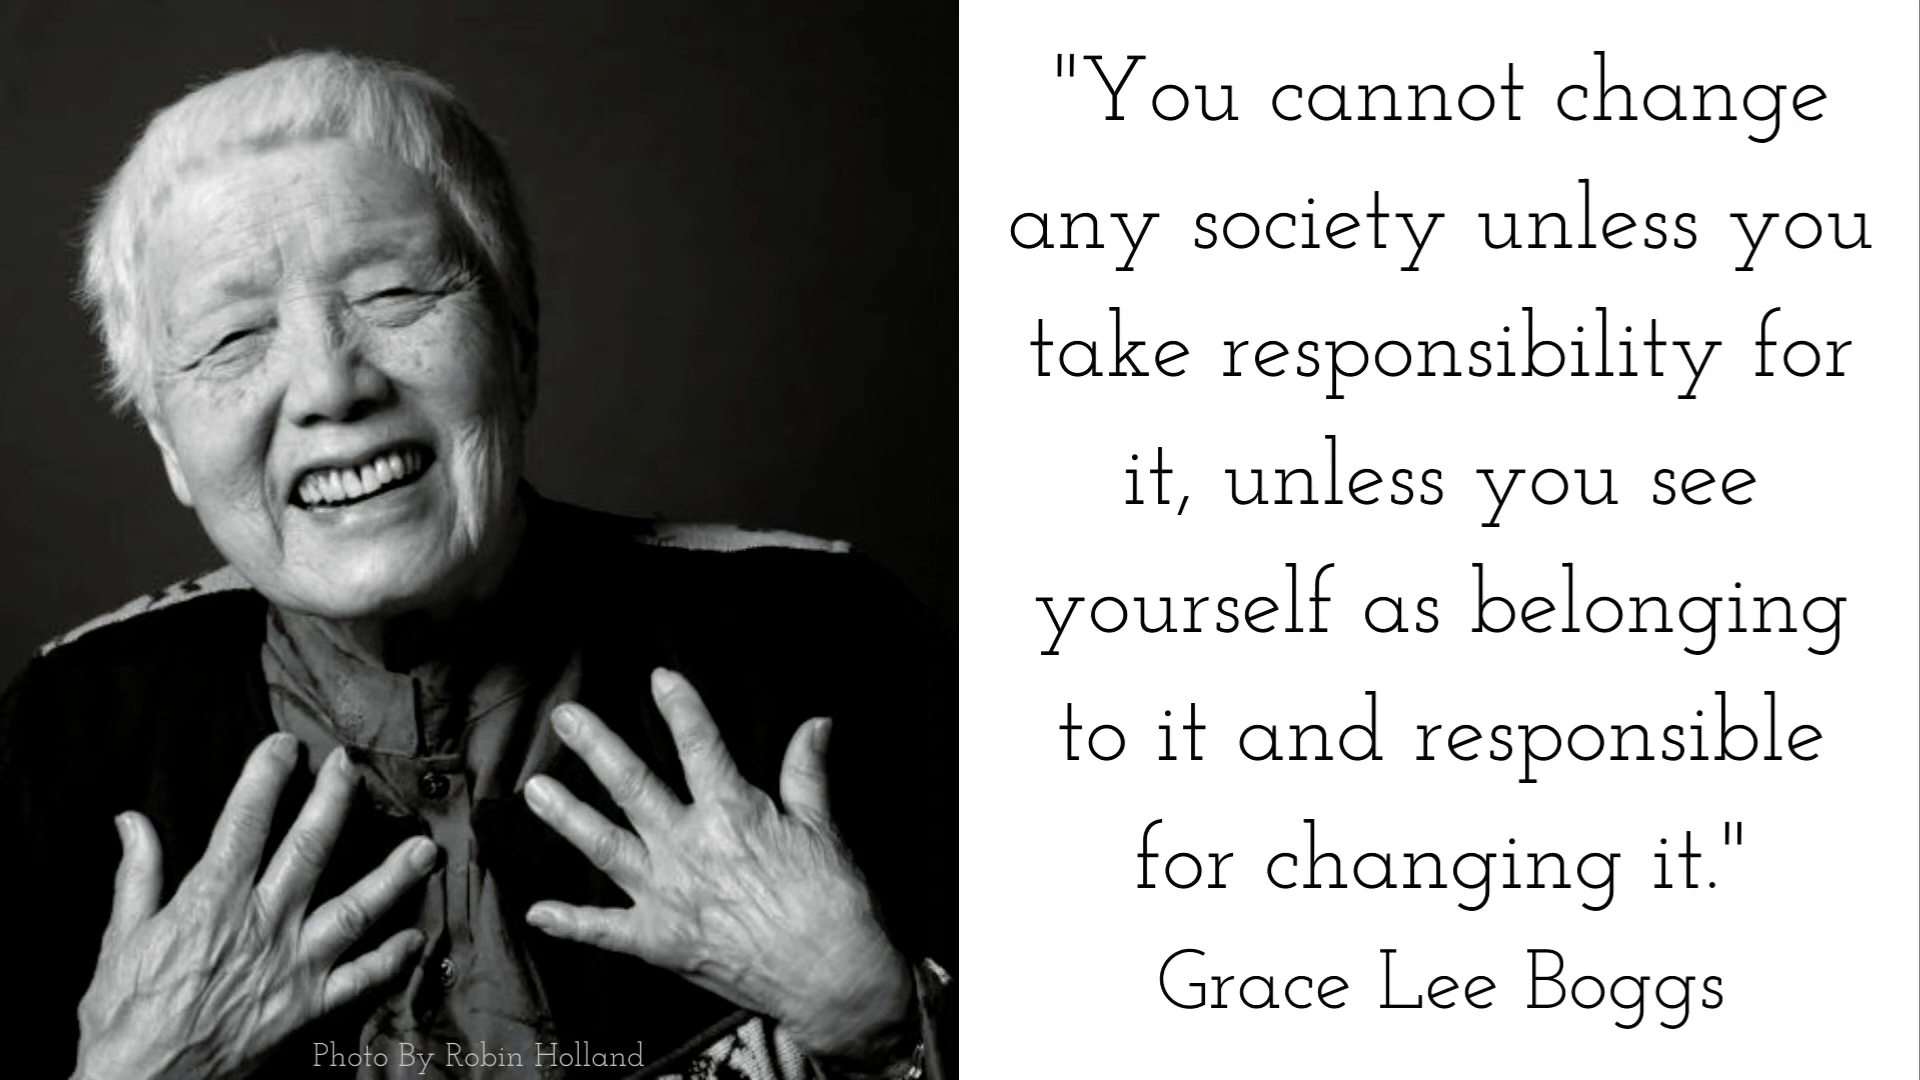 "You cannot change
any society unless you
take responsibility for
it, unless you see
yourself as belonging
to it and responsible
for changing it."
Grace Lee Boggs
Photo By Robin Holland